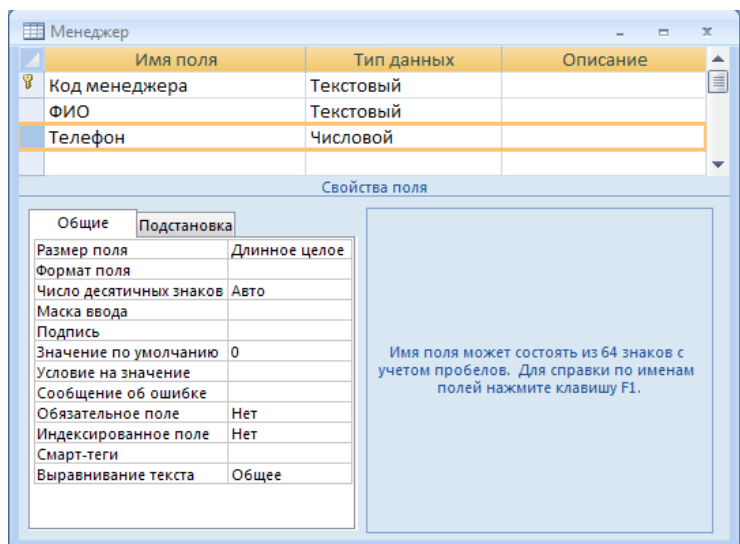 Менеджер
Имя поля Тип данных Описание
Код менеджера Текстовый
ФИО Текстовый
Телефон Числовой
Свойства поля
Общие Подстановка
Размер поля Длинное целое
Формат поля
Число десятичных знаков Авто
Маска ввода
Подпись
Значение по умолчанию 0
Условие на значение
Сообщение об ошибке
Обязательное поле Нет
Индексированное поле Нет
Смарт-теги
Выравнивание текста Общее
Имя поля может состоять из 64 знаков с
учетом пробелов. Для справки по именам
полей нажмите клавишу F1.